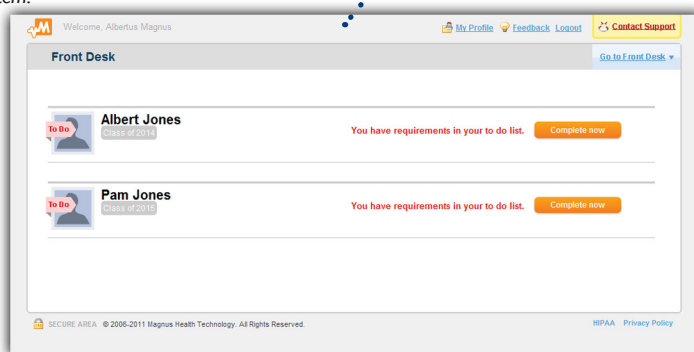 tem.
Welcome, Albertus Magnus
My Profile Feedback Logout Contact Support
Front Desk
Go to Front Desk
To Do
Albert Jones
Class of 2014
You have requirements in your to do list.
Complete now
To Do
Pam Jones
Class of 2015
You have requirements in your to do list.
Complete now
SECURE AREA © 2006-2011 Magnus Health Technology. All Rights Reserved.
HIPAA Privacy Policy